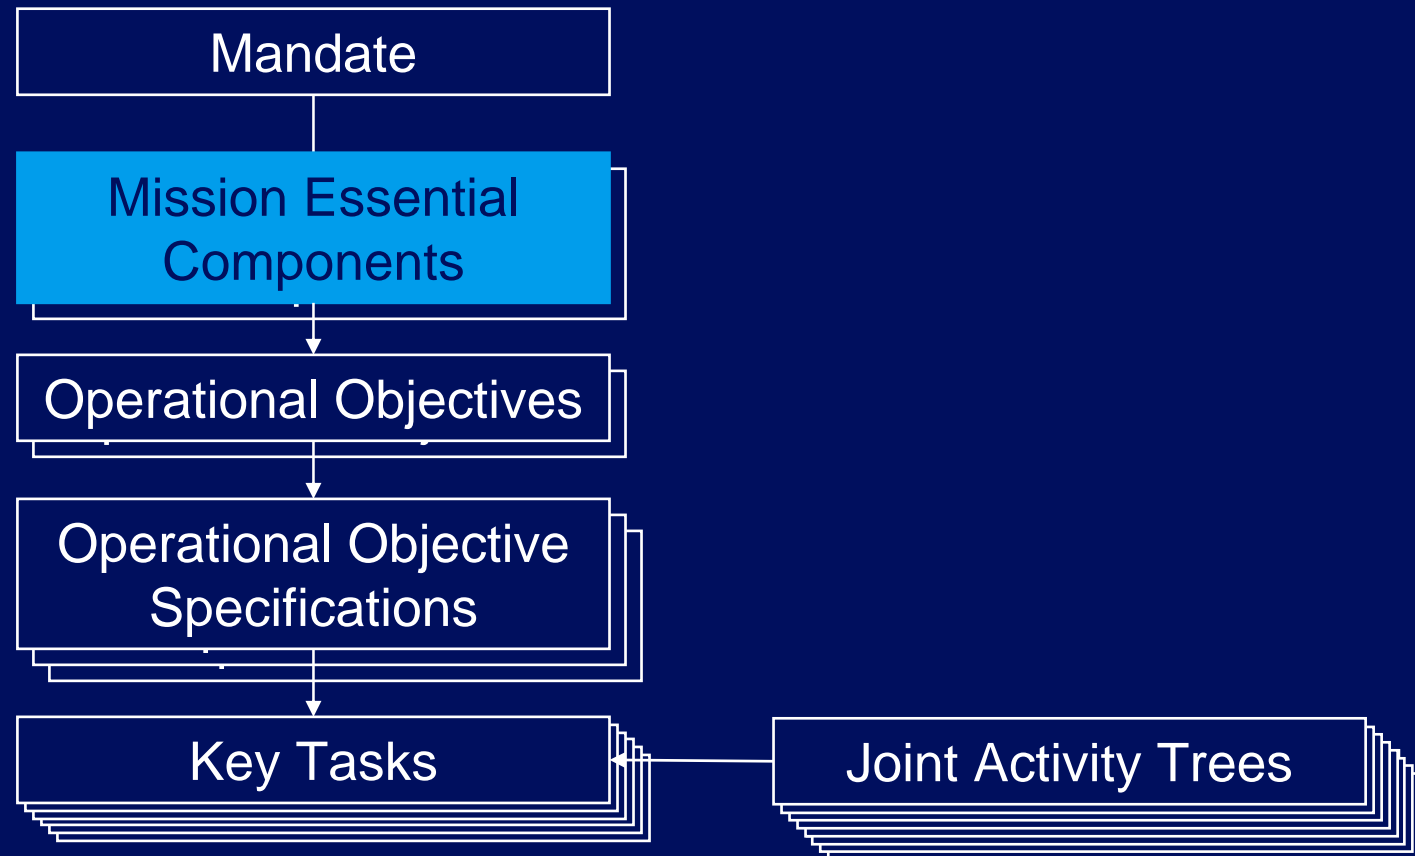 Mandate
Mission Essential
Components
Operational Objectives
Operational Objective
Specifications
Key Tasks
Joint Activity Trees